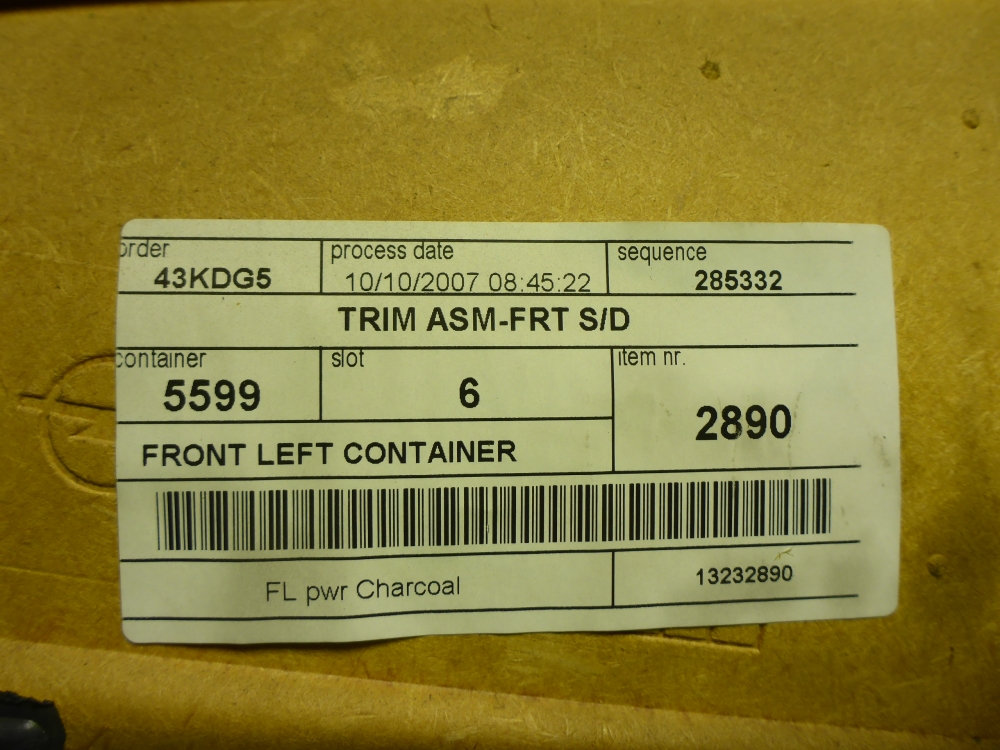 order process date sequence
43KDG5 10/10/2007 08:45:22 285332
TRIM ASM-FRT S/D
container slot item nr.
5599 6 2890
FRONT LEFT CONTAINER
FL pwr Charcoal 13232890